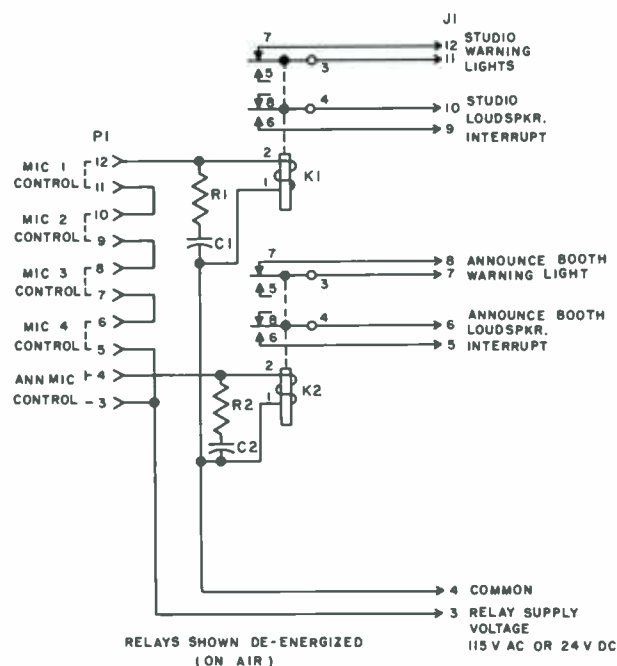 J1
7
12 STUDIO
11 WARNING
LIGHTS
3
5
8
4
10 STUDIO
LOUDSPKR.
6
9 INTERRUPT
P1
12
MIC 1
CONTROL
11
2
K1
1
R1
C1
10
MIC 2
CONTROL
9
8
MIC 3
CONTROL
7
7
8 ANNOUNCE BOOTH
7 WARNING LIGHT
3
5
6
MIC 4
CONTROL
5
8
4
ANNOUNCE BOOTH
6 LOUDSPKR.
6
5 INTERRUPT
ANN MIC 4
CONTROL - 3
2
K2
1
R2
C2
4 COMMON
3 RELAY SUPPLY
VOLTAGE
115 V AC OR 24 V DC
RELAYS SHOWN DE-ENERGIZED
(ON AIR)